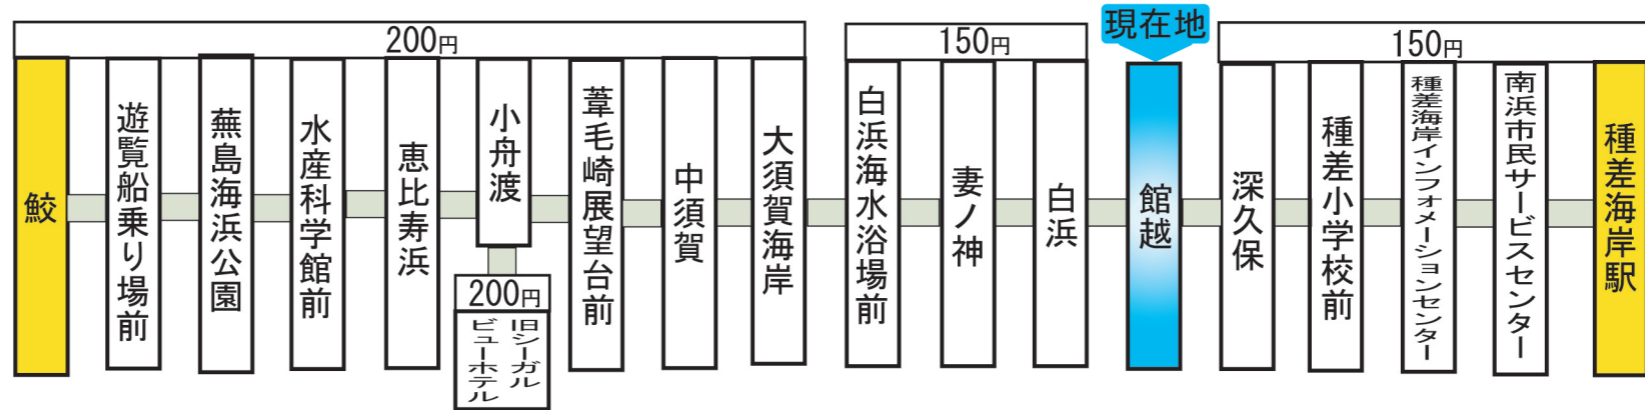 200円
150円
現在地
150円
鮫
遊覧船乗り場前
蕪島海浜公園
水産科学館前
恵比寿浜
小舟渡
200円
旧シーガル
ビューホテル
葦毛崎展望台前
中須賀
大須賀海岸
白浜海水浴場前
妻ノ神
白浜
館越
深久保
種差小学校前
種差海岸インフォメーションセンター
南浜市民サービスセンター
種差海岸駅